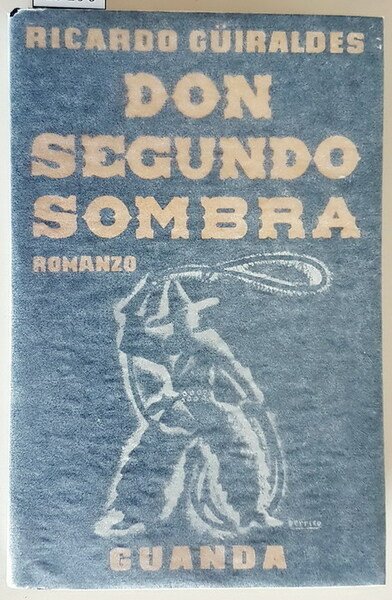 RICARDO GÜIRALDES
DON
SEGUNDO
SOMBRA
ROMANZO
GUANDA